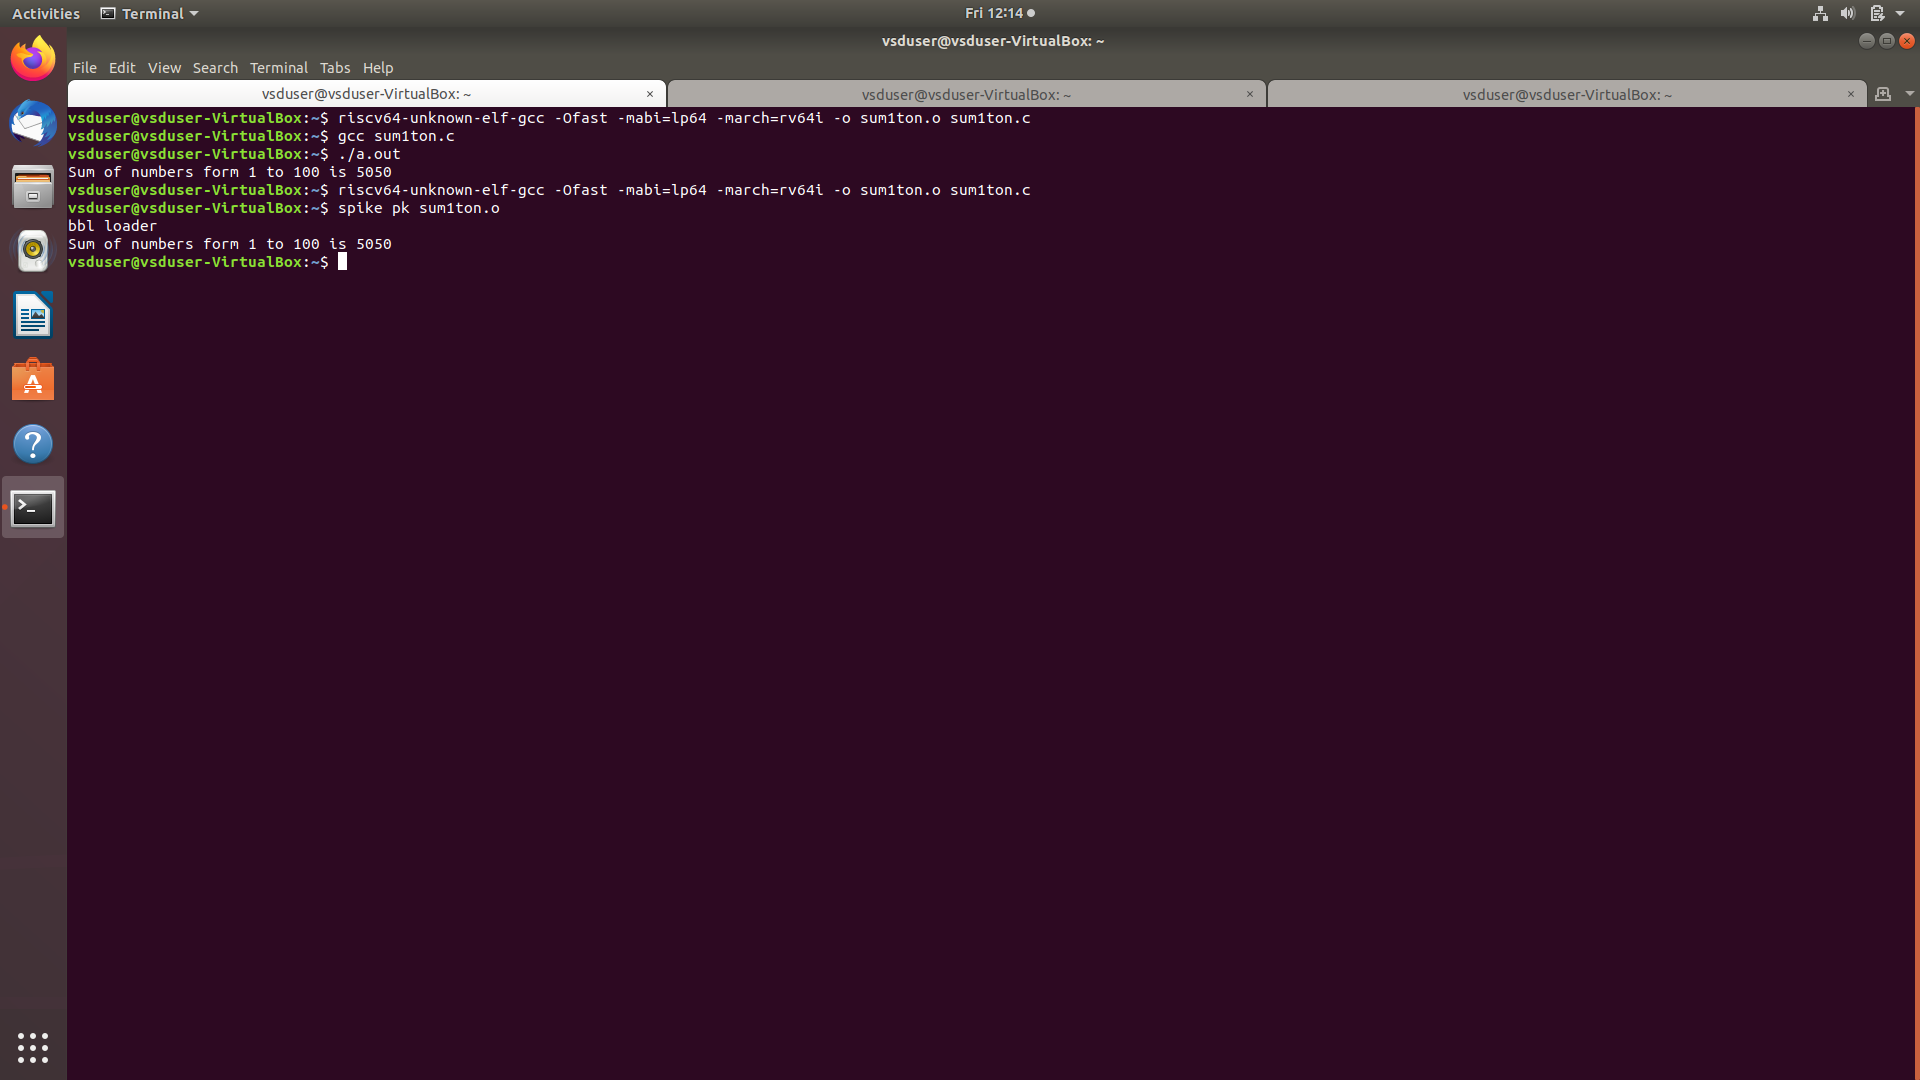 Activities Terminal Fri 12:14
vsduser@vsduser-VirtualBox: ~
File Edit View Search Terminal Tabs Help
vsduser@vsduser-VirtualBox: ~ × vsduser@vsduser-VirtualBox: ~ × vsduser@vsduser-VirtualBox: ~ ×
vsduser@vsduser-VirtualBox:~$ riscv64-unknown-elf-gcc -Ofast -mabi=lp64 -march=rv64i -o sum1ton.o sum1ton.c
vsduser@vsduser-VirtualBox:~$ gcc sum1ton.c
vsduser@vsduser-VirtualBox:~$ ./a.out
Sum of numbers form 1 to 100 is 5050
vsduser@vsduser-VirtualBox:~$ riscv64-unknown-elf-gcc -Ofast -mabi=lp64 -march=rv64i -o sum1ton.o sum1ton.c
vsduser@vsduser-VirtualBox:~$ spike pk sum1ton.o
bbl loader
Sum of numbers form 1 to 100 is 5050
vsduser@vsduser-VirtualBox:~$